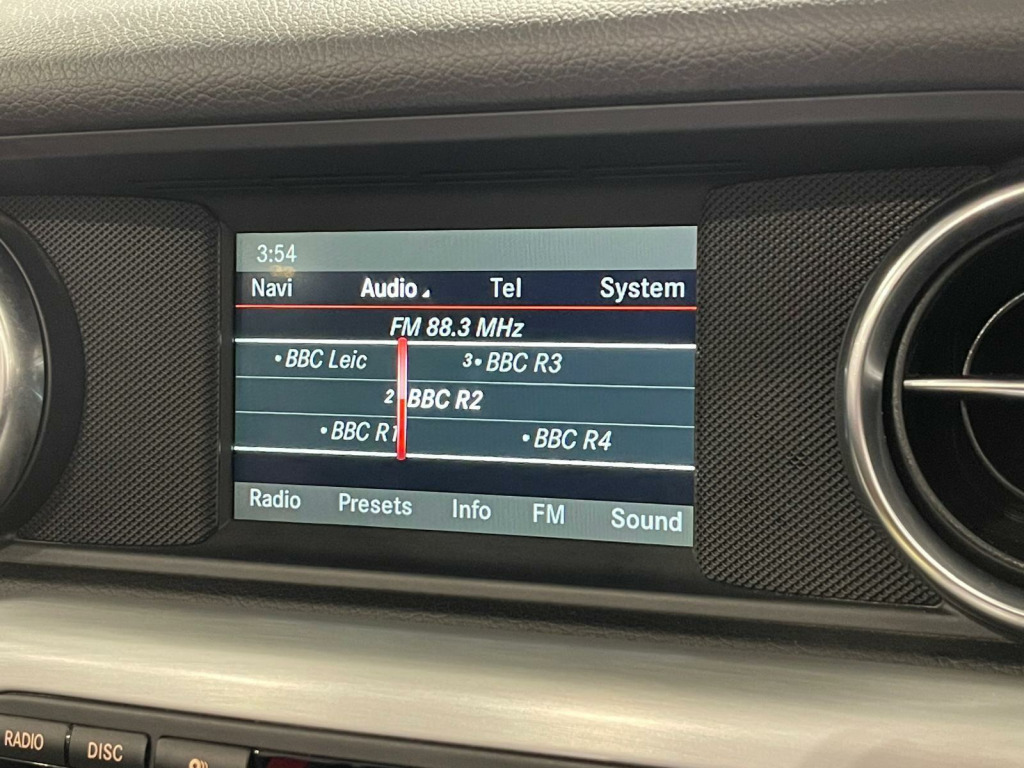 3:54
Navi Audio Tel System
FM 88.3 MHz
•BBC Leic 3•BBC R3
2 BBC R2
•BBC R1 •BBC R4
Radio Presets Info FM Sound
RADIO DISC